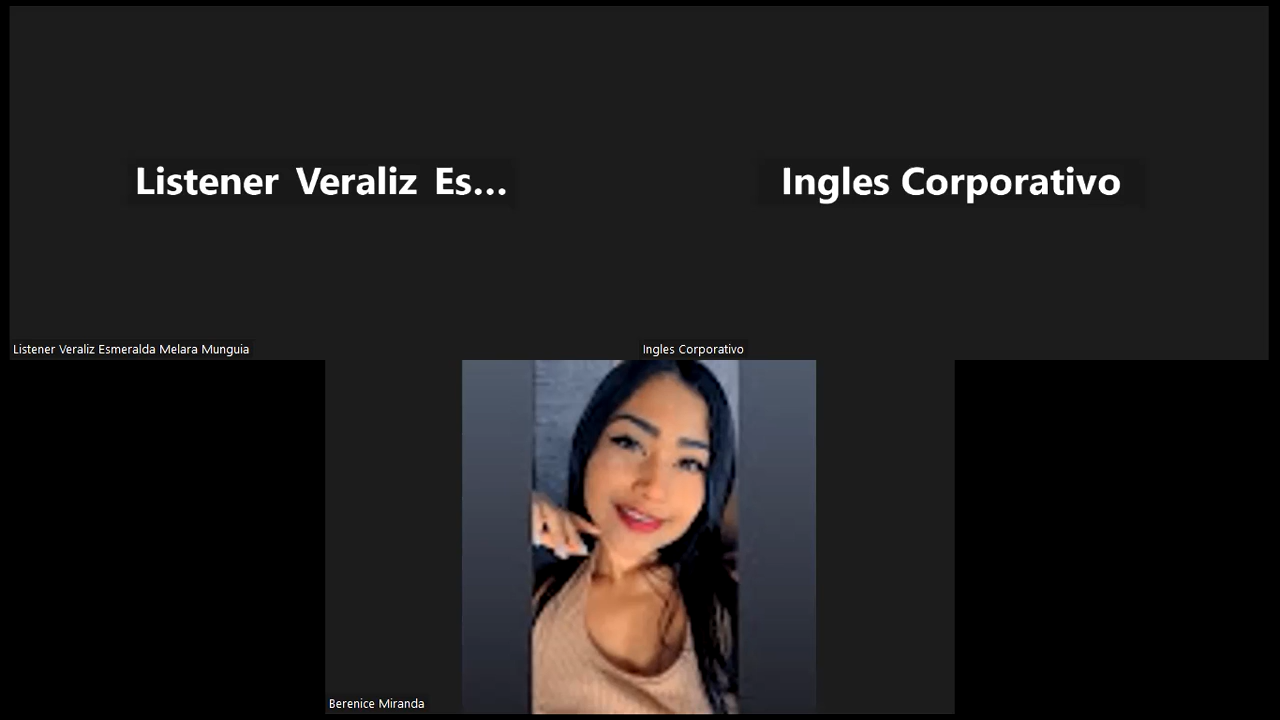 Listener Veraliz Es...
Ingles Corporativo
Listener Veraliz Esmeralda Melara Munguia
Ingles Corporativo
Berenice Miranda